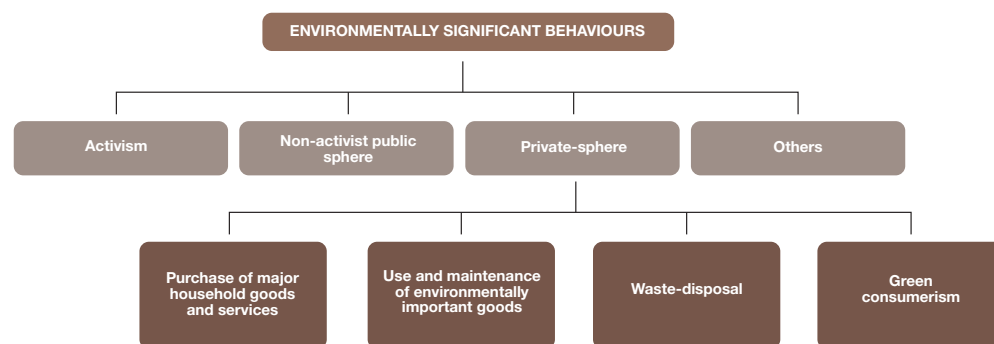 ENVIRONMENTALLY SIGNIFICANT BEHAVIOURS
Activism
Non-activist public
sphere
Private-sphere
Others
Purchase of major
household goods
and services
Use and maintenance
of environmentally
important goods
Waste-disposal
Green
consumerism